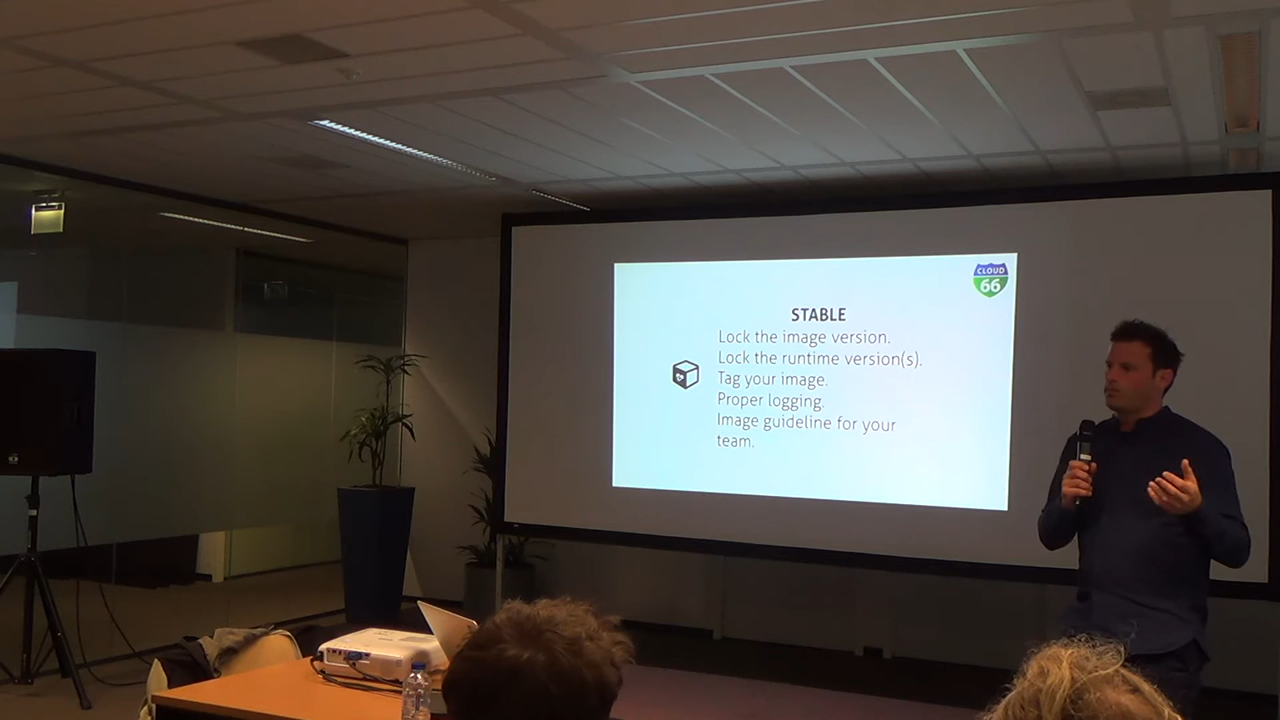 CLOUD
66
STABLE
Lock the image version.
Lock the runtime version(s).
Tag your image.
Proper logging.
Image guideline for your
team.